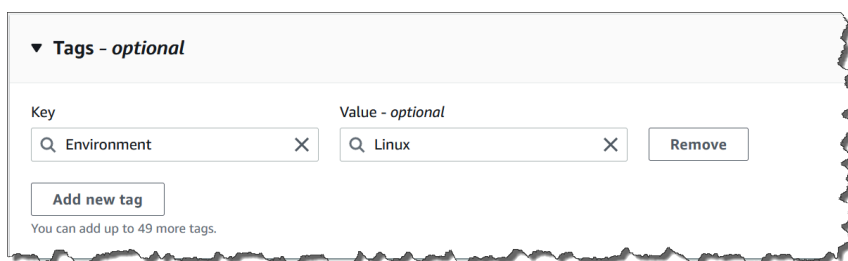 Tags - optional
Key Value - optional
Environment Linux Remove
Add new tag
You can add up to 49 more tags.